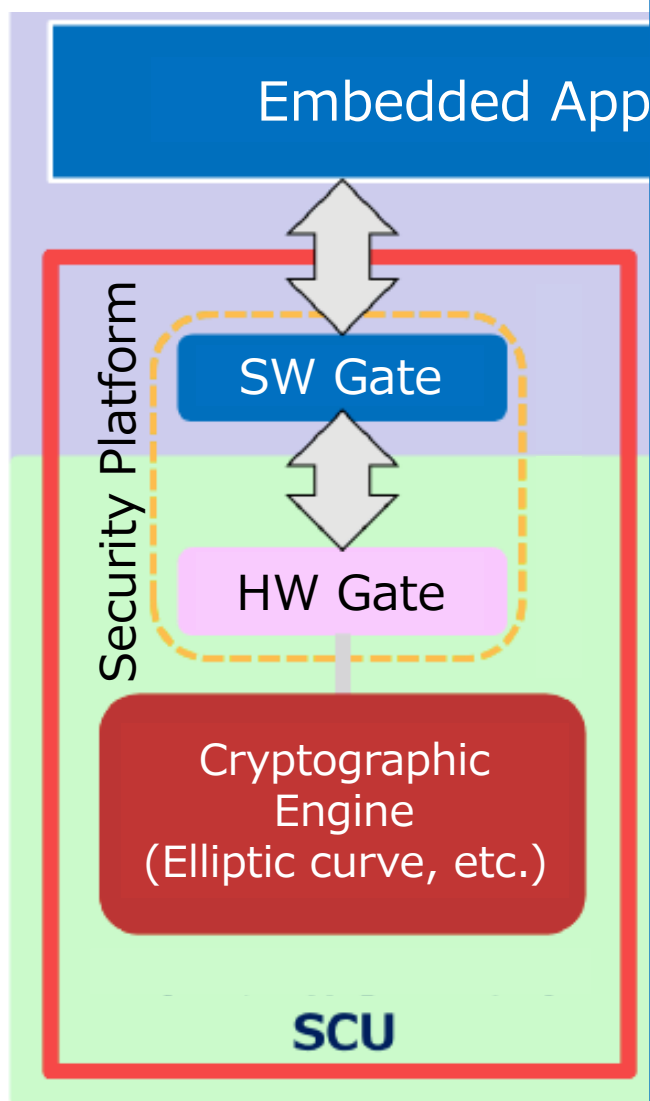 Embedded App
SW Gate
Security Platform
HW Gate
Cryptographic
Engine
(Elliptic curve, etc.)
SCU